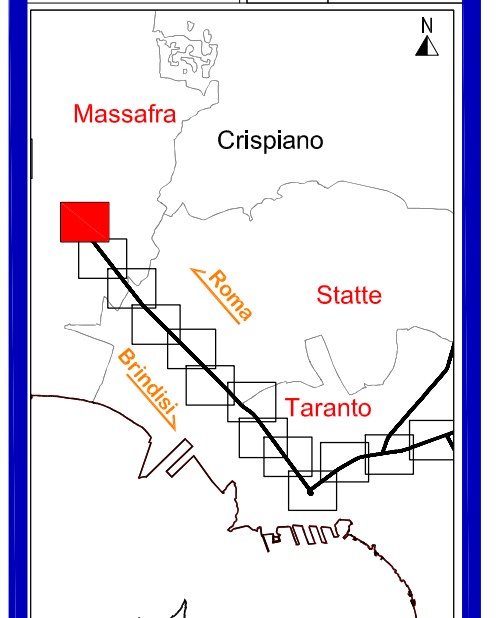 N
Massafra
Crispiano
Roma
Statte
Brindisi
Taranto